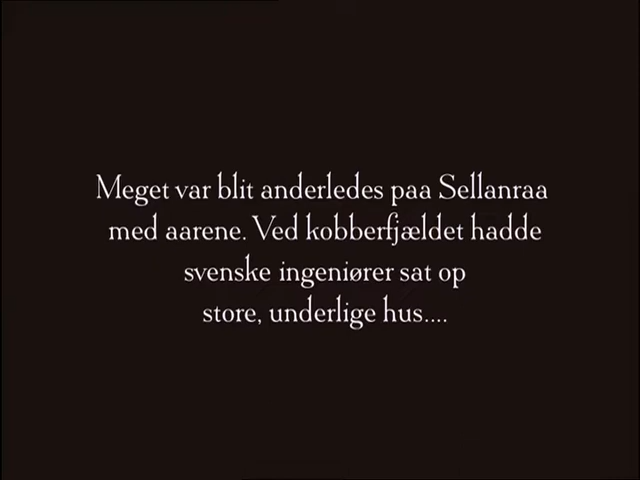 Meget var blit anderledes paa Sellanraa
med aarene. Ved kobberfjældet hadde
svenske ingeniører sat op
store, underlige hus....